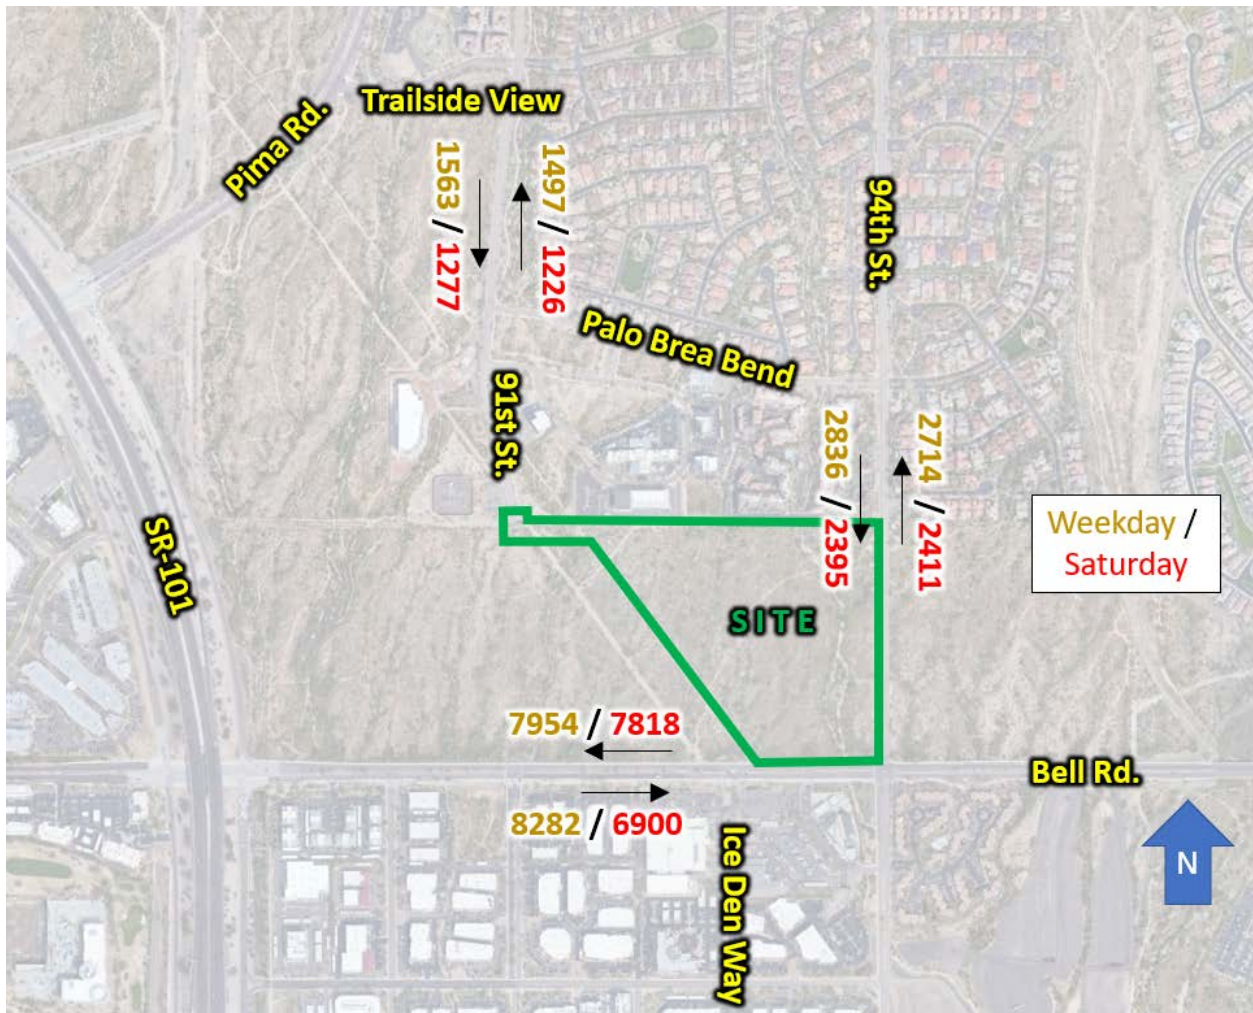 Trailside View
Pima Rd.
1563 / 1277
1497 / 1226
94th St.
Palo Brea Bend
91st St.
2836 / 2395
2714 / 2411
Weekday /
Saturday
SR-101
SITE
7954 / 7818
Bell Rd.
8282 / 6900
Ice Den Way
N